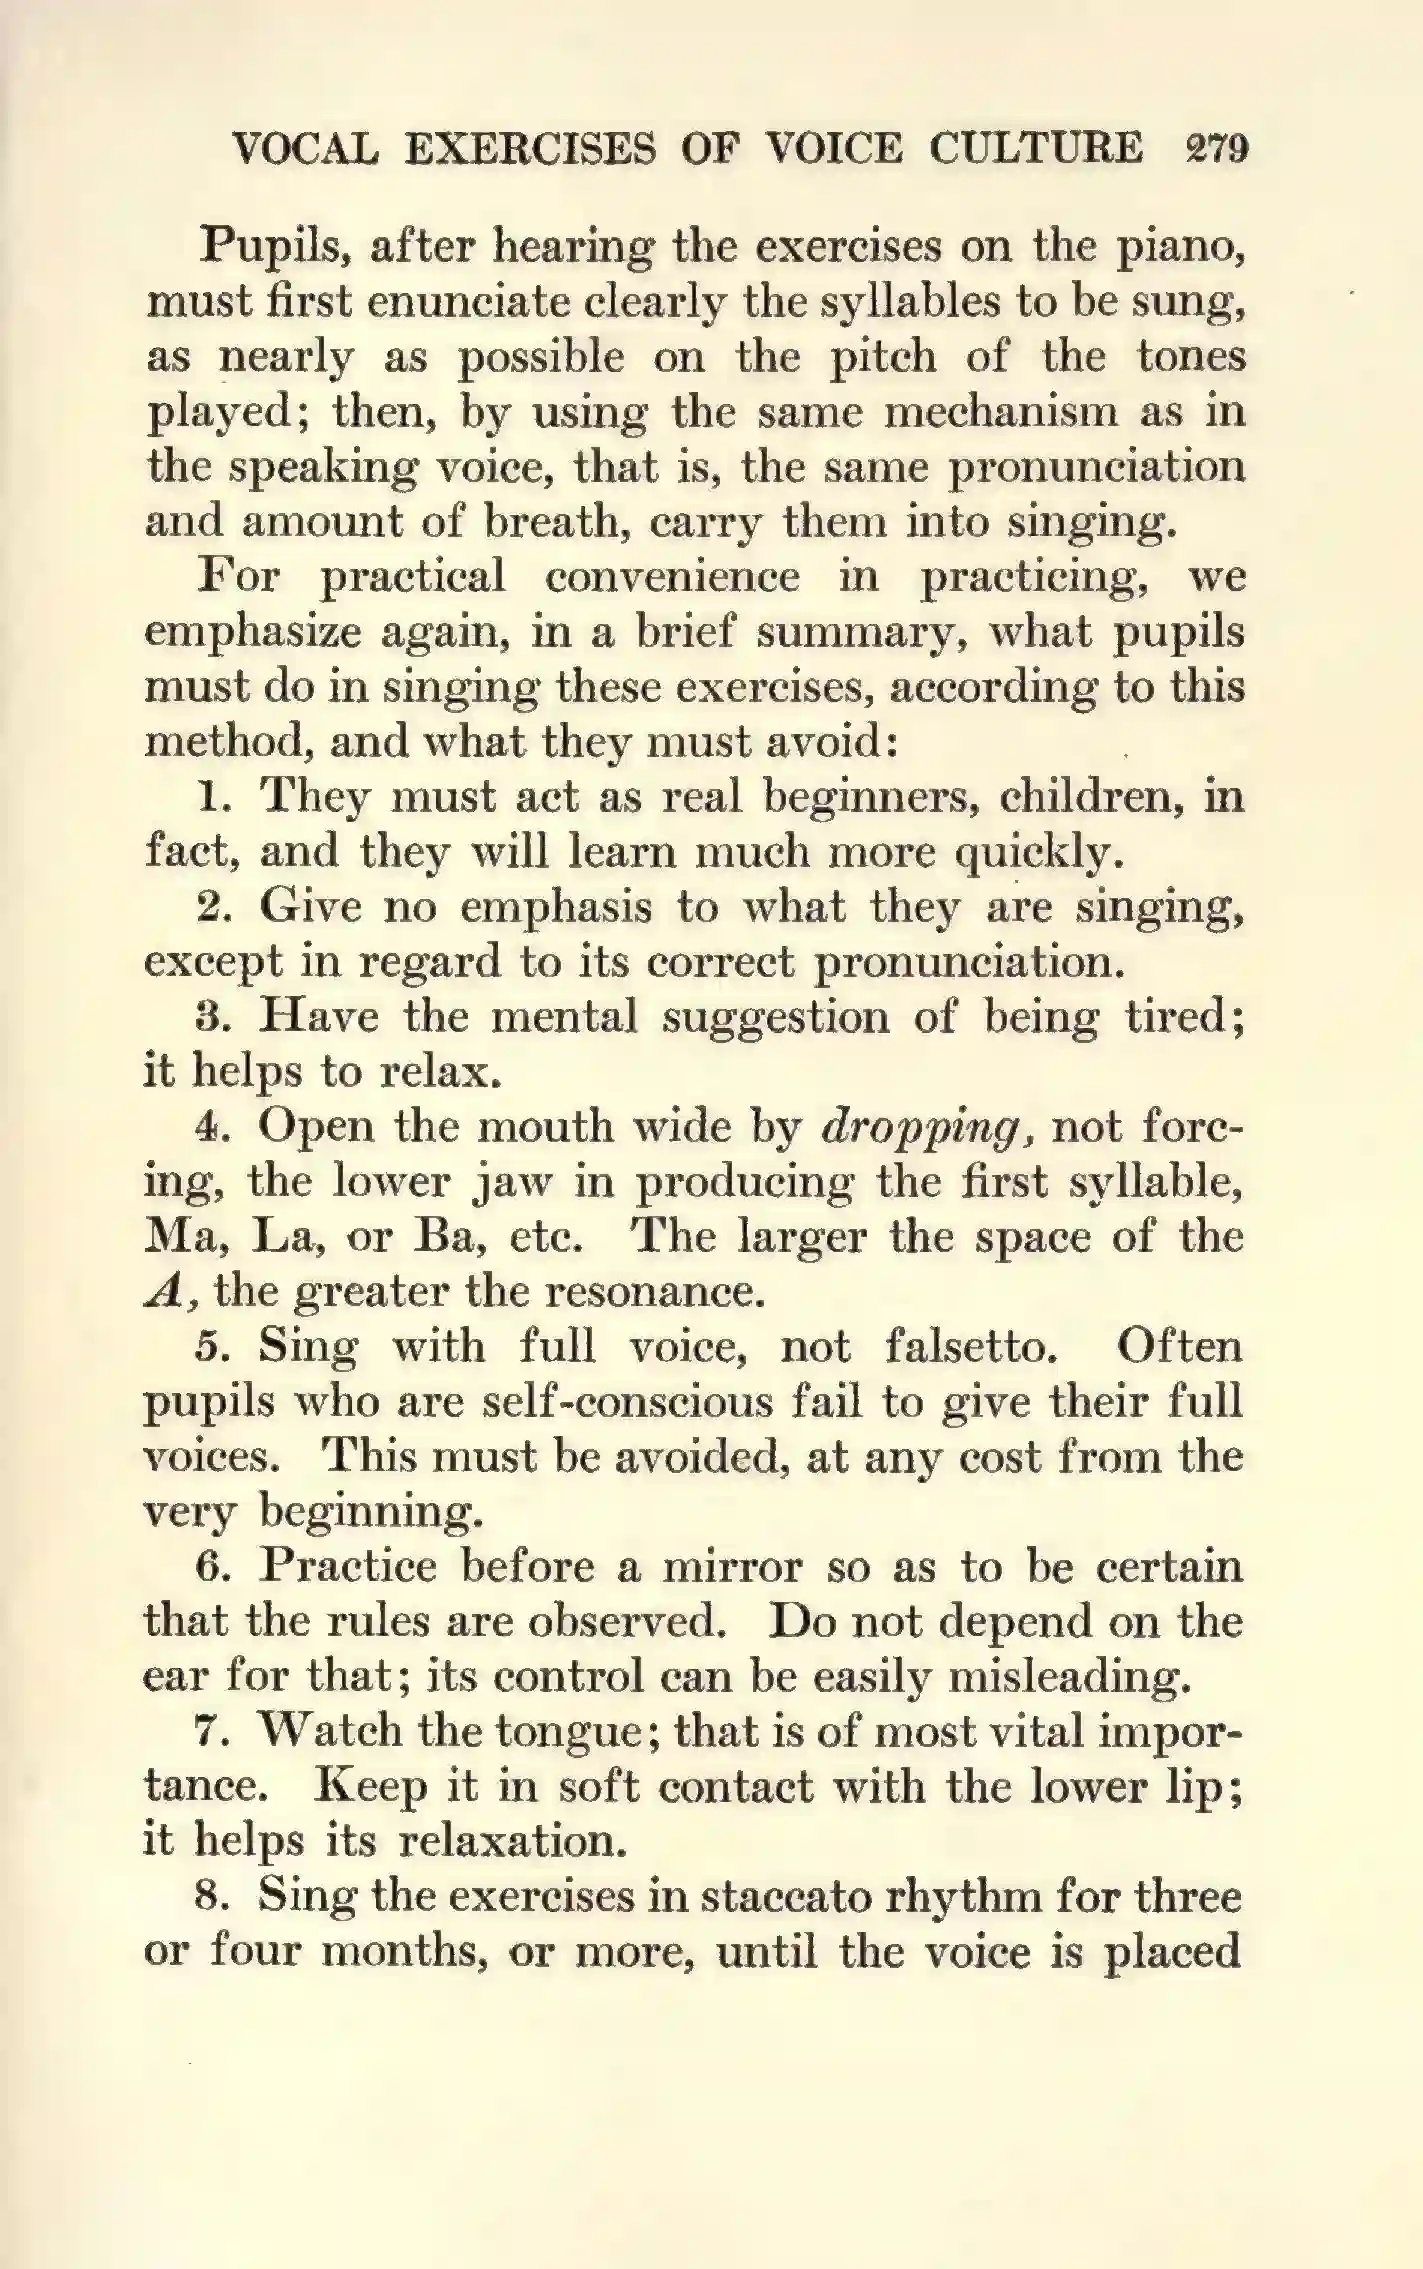 VOCAL EXERCISES OF VOICE CULTURE 279
Pupils, after hearing the exercises on the piano,
must first enunciate clearly the syllables to be sung,
as nearly as possible on the pitch of the tones
played; then, by using the same mechanism as in
the speaking voice, that is, the same pronunciation
and amount of breath, carry them into singing.
For practical convenience in practicing, we
emphasize again, in a brief summary, what pupils
must do in singing these exercises, according to this
method, and what they must avoid:
1. They must act as real beginners, children, in
fact, and they will learn much more quickly.
2. Give no emphasis to what they are singing,
except in regard to its correct pronunciation.
3. Have the mental suggestion of being tired;
it helps to relax.
4. Open the mouth wide by dropping, not forc-
ing, the lower jaw in producing the first syllable,
Ma, La, or Ba, etc. The larger the space of the
A, the greater the resonance.
5. Sing with full voice, not falsetto. Often
pupils who are self-conscious fail to give their full
voices. This must be avoided, at any cost from the
very beginning.
6. Practice before a mirror so as to be certain
that the rules are observed. Do not depend on the
ear for that; its control can be easily misleading.
7. Watch the tongue; that is of most vital impor-
tance. Keep it in soft contact with the lower lip;
it helps its relaxation.
8. Sing the exercises in staccato rhythm for three
or four months, or more, until the voice is placed